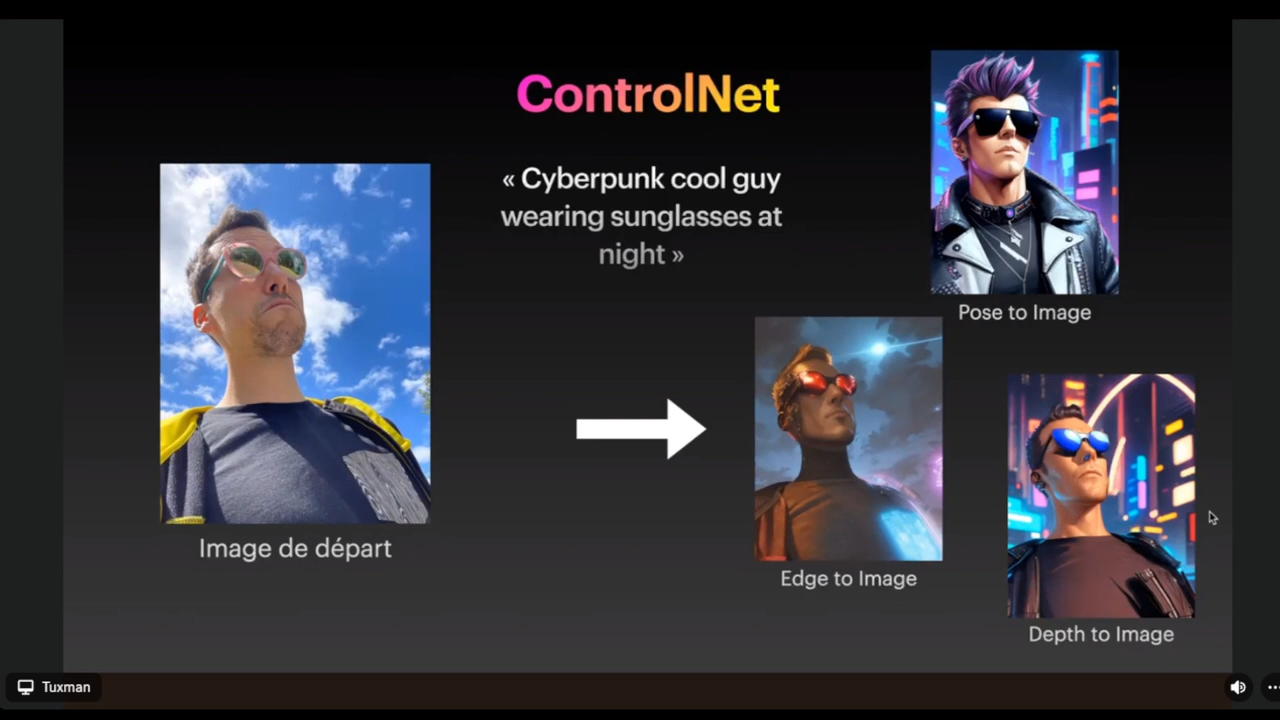 ControlNet
« Cyberpunk cool guy
wearing sunglasses at
night »
Image de départ
Pose to Image
Edge to Image
Depth to Image
Tuxman